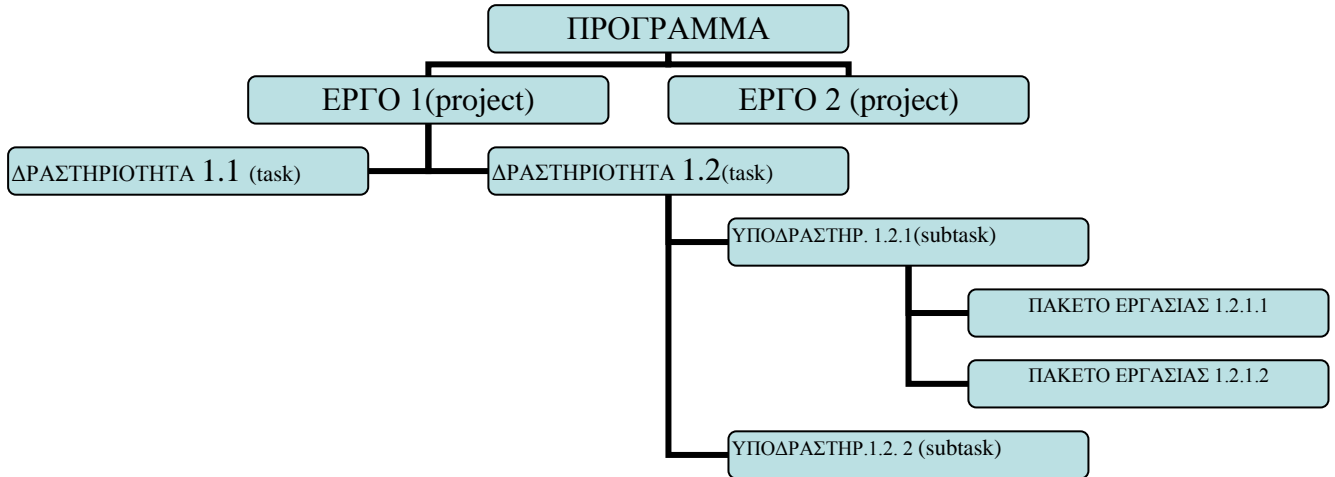 ΠΡΟΓΡΑΜΜΑ
ΕΡΓΟ 1(project)
ΕΡΓΟ 2 (project)
ΔΡΑΣΤΗΡΙΟΤΗΤΑ 1.1 (task)
ΔΡΑΣΤΗΡΙΟΤΗΤΑ 1.2(task)
ΥΠΟΔΡΑΣΤΗΡ. 1.2.1(subtask)
ΠΑΚΕΤΟ ΕΡΓΑΣΙΑΣ 1.2.1.1
ΠΑΚΕΤΟ ΕΡΓΑΣΙΑΣ 1.2.1.2
ΥΠΟΔΡΑΣΤΗΡ.1.2. 2 (subtask)